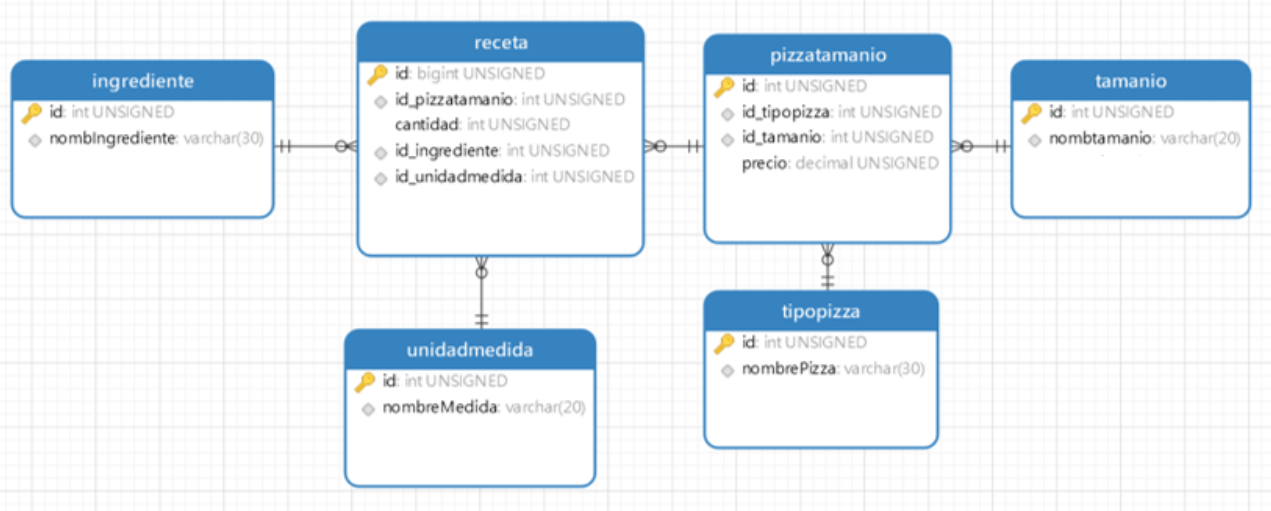 ingrediente
id: int UNSIGNED
nombIngrediente: varchar(30)
receta
id: bigint UNSIGNED
id_pizzatamanio: int UNSIGNED
cantidad: int UNSIGNED
id_ingrediente: int UNSIGNED
id_unidadmedida: int UNSIGNED
pizzatamanio
id: int UNSIGNED
id_tipopizza: int UNSIGNED
id_tamanio: int UNSIGNED
precio: decimal UNSIGNED
tamanio
id: int UNSIGNED
nombtamanio: varchar(20)
unidadmedida
id: int UNSIGNED
nombreMedida: varchar(20)
tipopizza
id: int UNSIGNED
nombrePizza: varchar(30)